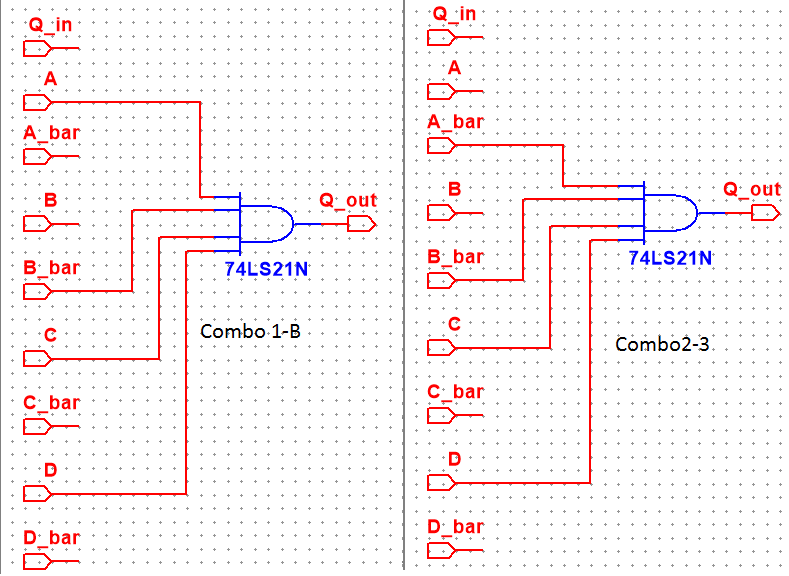 Q_in
A
A_bar
B
Q_out
B_bar
74LS21N
C
Combo 1-B
C_bar
D
D_bar
Q_in
A
A_bar
B
Q_out
B_bar
74LS21N
C
Combo2-3
C_bar
D
D_bar